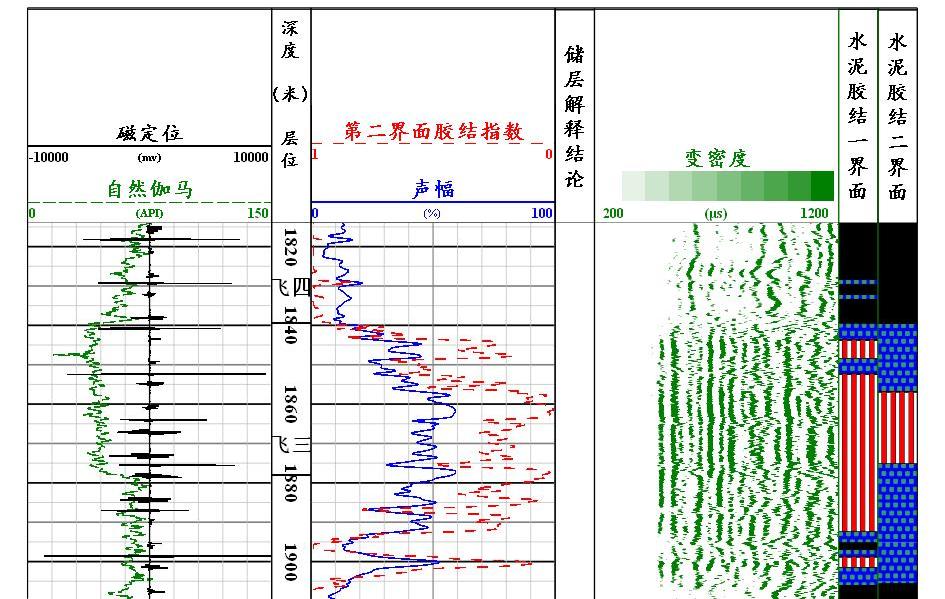 磁定位
-10000 (mv) 10000
自然伽马
0 (API) 150
深度
(米)
层位
第二界面胶结指数
1 0
声幅
0 (%) 100
储层解释结论
变密度
200 (μs) 1200
水泥胶结一界面
水泥胶结二界面
1820
飞四
1840
1860
飞三
1880
1900